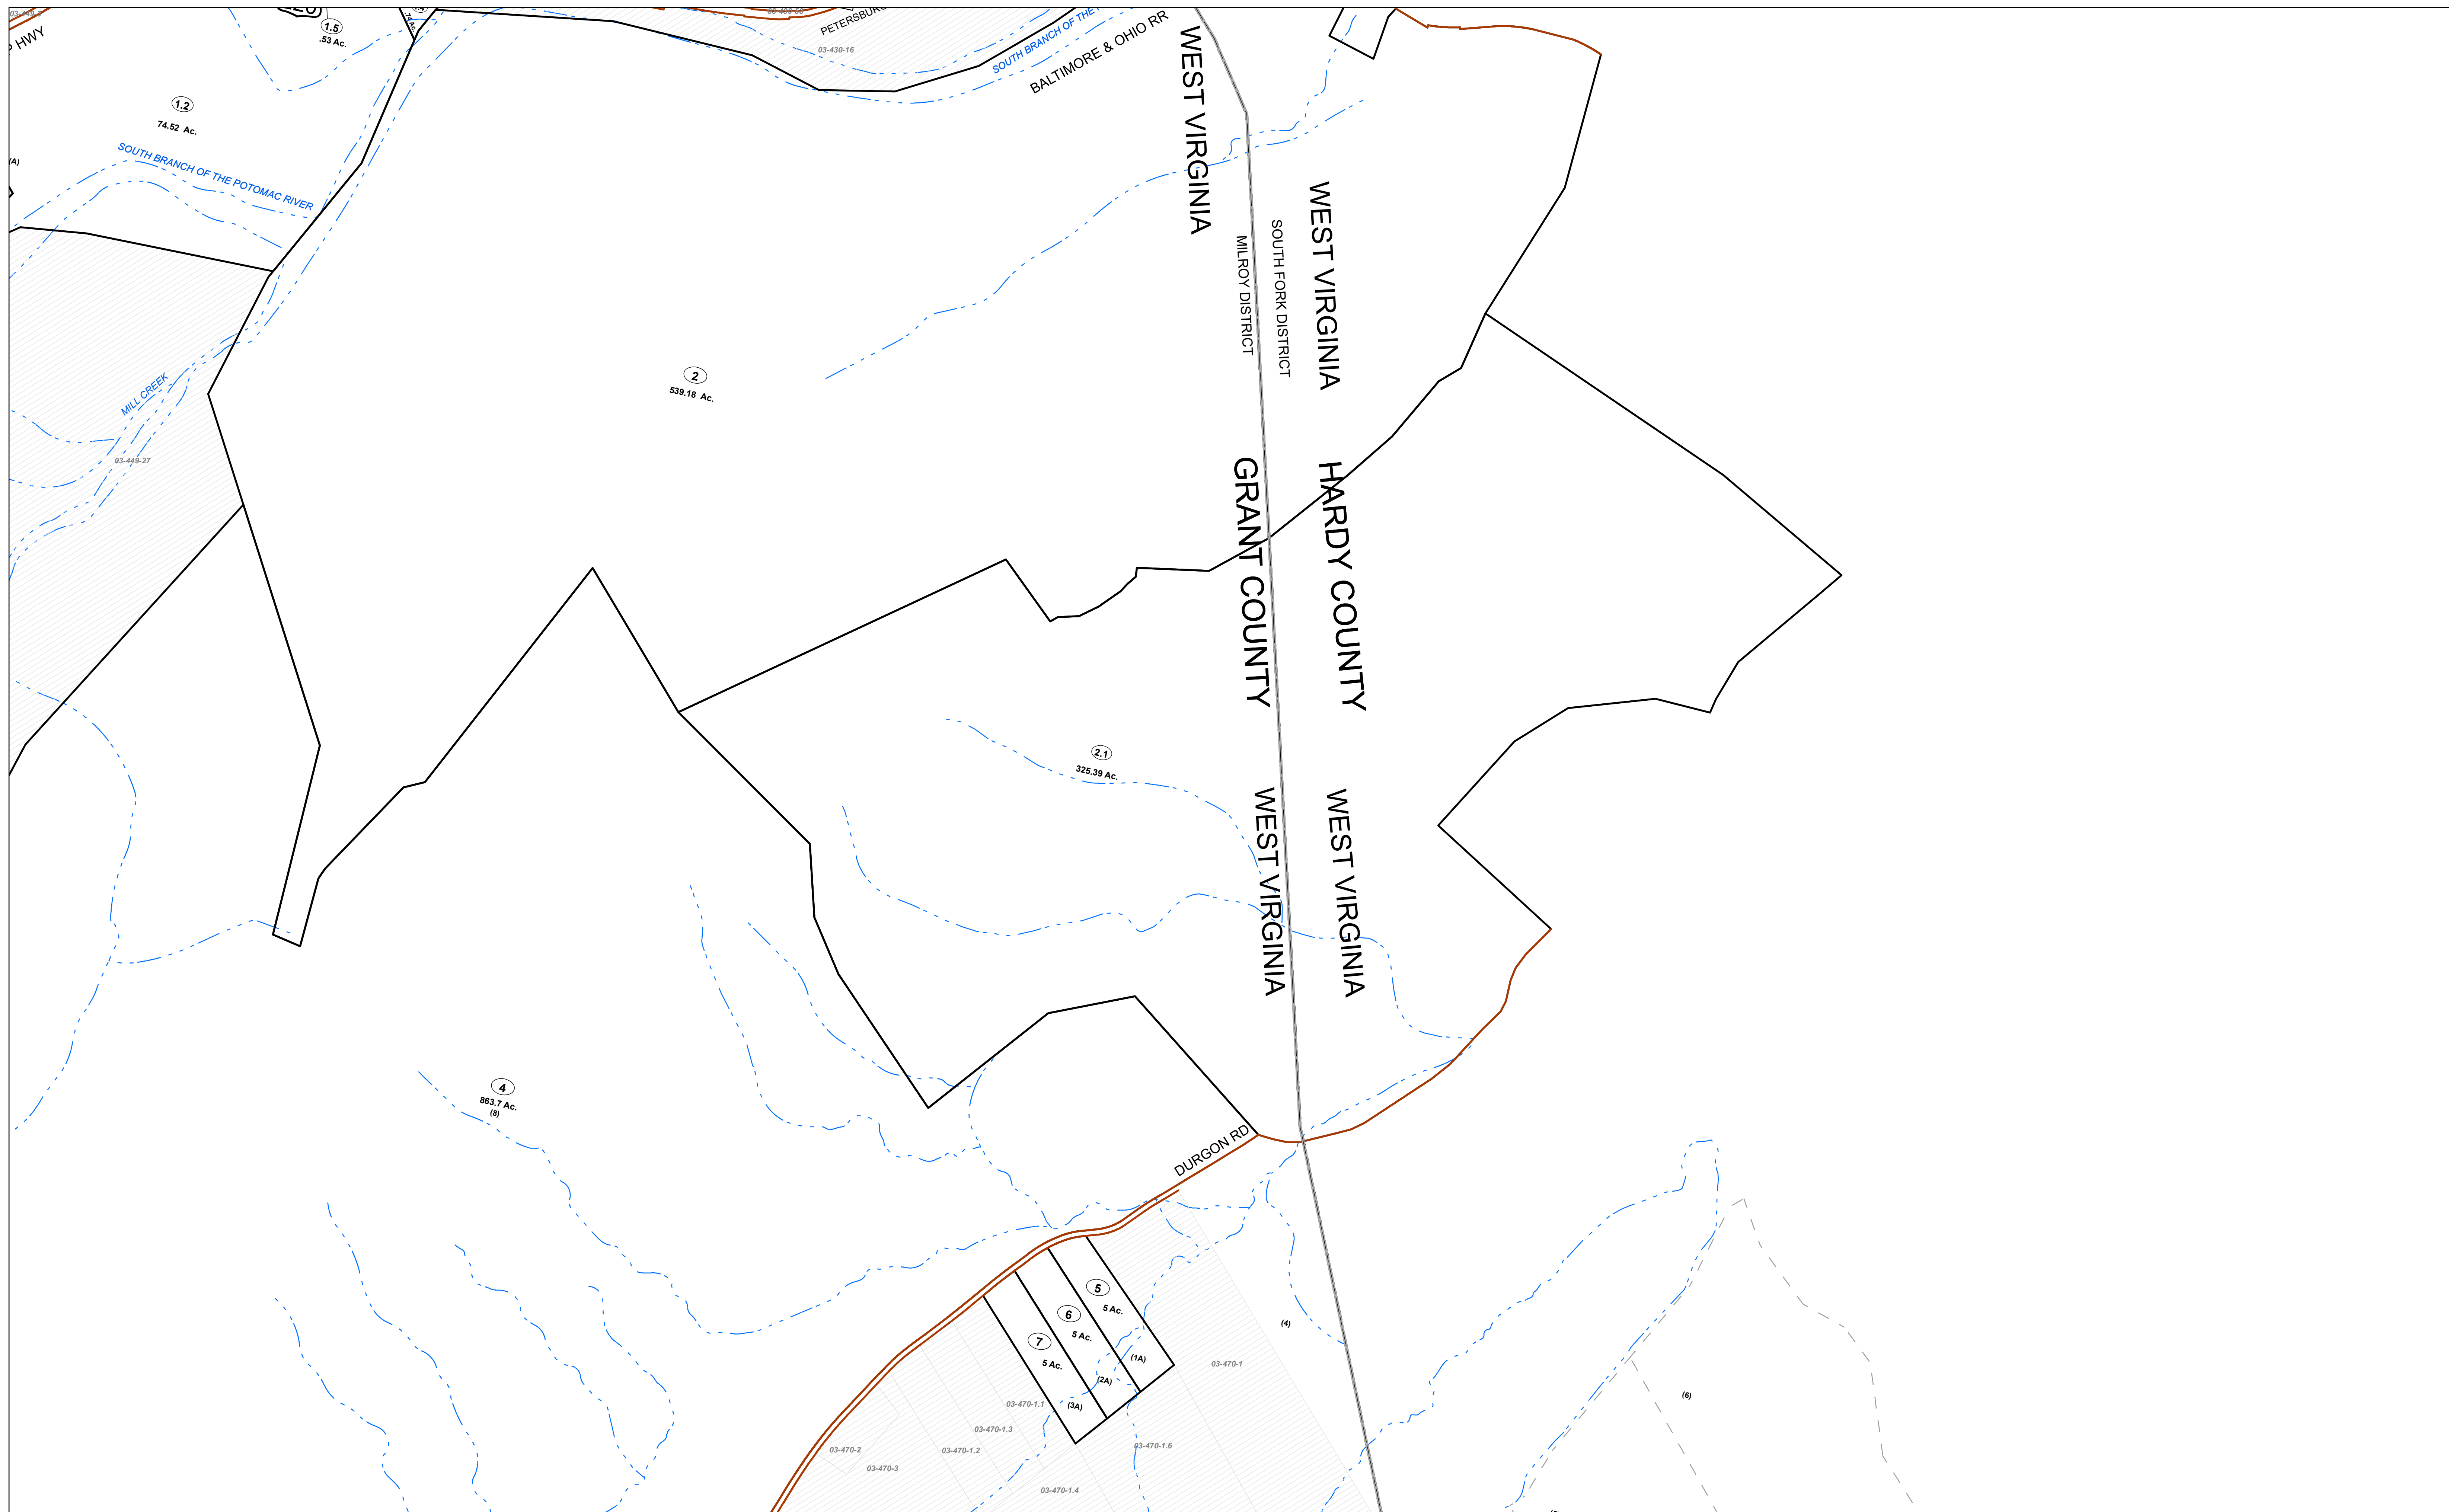 HWY
1.5
.53 Ac.
PETERSBURG
03-430-16
SOUTH BRANCH OF THE
BALTIMORE & OHIO RR
1.2
74.52 Ac.
(A)
SOUTH BRANCH OF THE POTOMAC RIVER
WEST VIRGINIA
WEST VIRGINIA
MILROY DISTRICT
SOUTH FORK DISTRICT
2
539.18 Ac.
MILL CREEK
03-449-27
GRANT COUNTY
HARDY COUNTY
2.1
325.39 Ac.
WEST VIRGINIA
WEST VIRGINIA
4
863.7 Ac.
(8)
DURGON RD
5
5 Ac.
6
5 Ac.
7
5 Ac.
(1A)
(2A)
(3A)
(4)
03-470-1
(6)
03-470-1.1
03-470-1.3
03-470-1.2
03-470-2
03-470-3
03-470-1.6
03-470-1.4